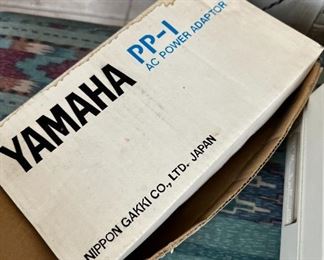 YAMAHA
PP-1
AC POWER ADAPTOR
NIPPON GAKKI CO., LTD. JAPAN